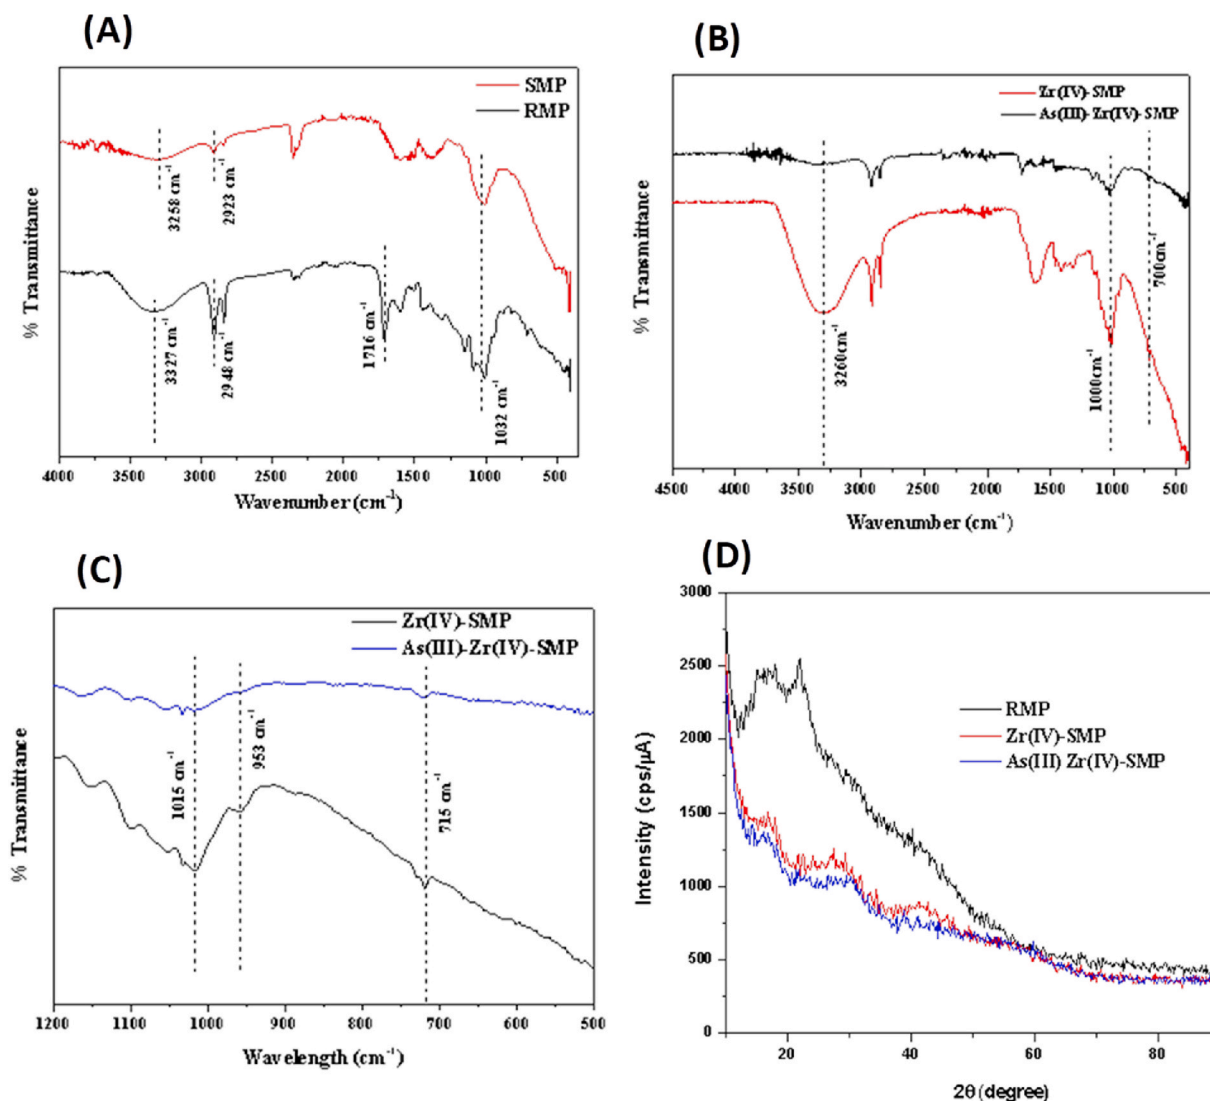 (A)
SMP
RMP
3258 cm⁻¹
2923 cm⁻¹
3327 cm⁻¹
2948 cm⁻¹
1716 cm⁻¹
1032 cm⁻¹
% Transmittance
4000 3500 3000 2500 2000 1500 1000 500
Wavenumber (cm⁻¹)
(B)
Zr(IV)-SMP
As(III)-Zr(IV)-SMP
3260cm⁻¹
1000cm⁻¹
700cm⁻¹
% Transmittance
4500 4000 3500 3000 2500 2000 1500 1000 500
Wavenumber (cm⁻¹)
(C)
Zr(IV)-SMP
As(III)-Zr(IV)-SMP
1015 cm⁻¹
953 cm⁻¹
715 cm⁻¹
% Transmittance
1200 1100 1000 900 800 700 600 500
Wavelength (cm⁻¹)
(D)
3000
2500
2000
1500
1000
500
0
Intensity (cps/µA)
RMP
Zr(IV)-SMP
As(III) Zr(IV)-SMP
20 40 60 80
2θ (degree)